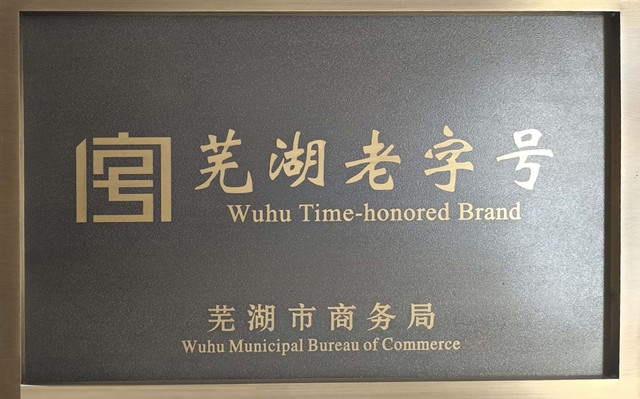 芜湖老字号
Wuhu Time-honored Brand
芜湖市商务局
Wuhu Municipal Bureau of Commerce